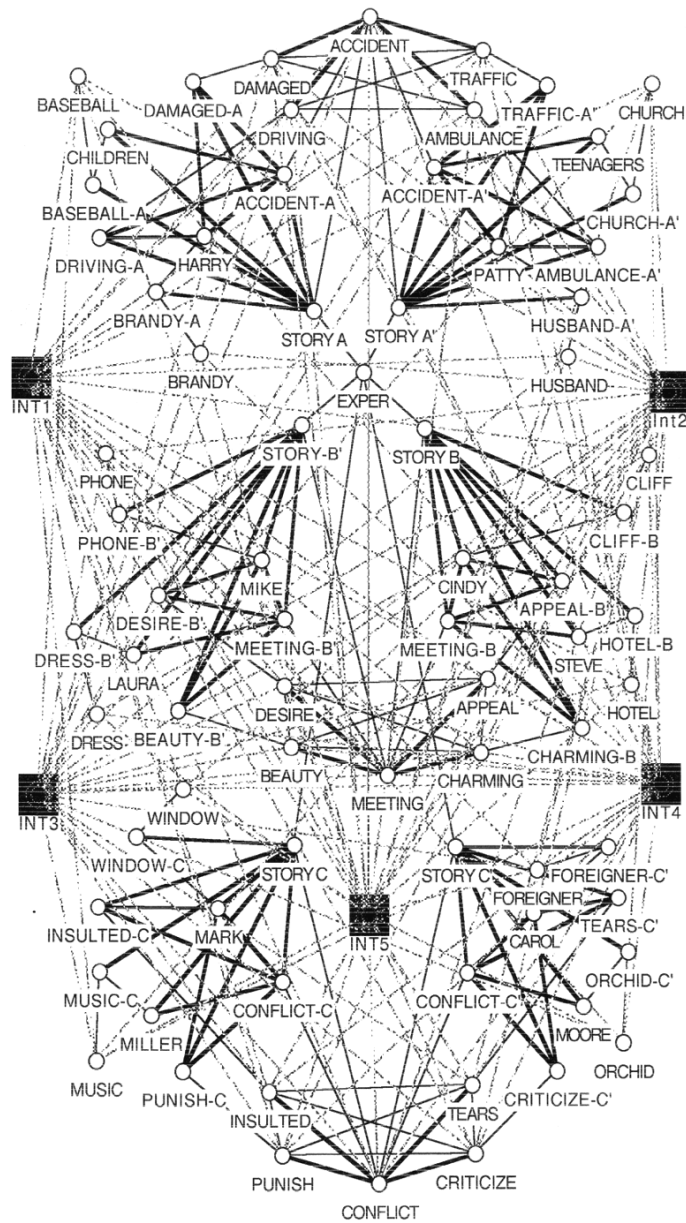 ACCIDENT
DAMAGED
TRAFFIC
BASEBALL
DAMAGED-A
DRIVING
AMBULANCE
TRAFFIC-A'
CHURCH
CHILDREN
TEENAGERS
BASEBALL-A
ACCIDENT-A
ACCIDENT-A'
CHURCH-A'
DRIVING-A
HARRY
PATTY
AMBULANCE-A'
BRANDY-A
STORY A
STORY A'
HUSBAND-A'
BRANDY
EXPER
HUSBAND
INT1
Int2
STORY-B'
STORY B
PHONE
CLIFF
PHONE-B'
CLIFF-B
MIKE
CINDY
DESIRE-B'
APPEAL-B'
DRESS-B'
LAURA
MEETING-B'
MEETING-B
STEVE
HOTEL-B
DESIRE
APPEAL
HOTEL
DRESS
BEAUTY-B'
BEAUTY
CHARMING
CHARMING-B
MEETING
INT3
WINDOW
INT4
WINDOW-C
STORY C
STORY C'
FOREIGNER-C'
FOREIGNER
INSULTED-C
MARK
INT5
CAROL
TEARS-C'
MUSIC-C
CONFLICT-C
CONFLICT-C'
ORCHID-C'
MILLER
MOORE
MUSIC
PUNISH-C
INSULTED
TEARS
CRITICIZE-C'
ORCHID
PUNISH
CRITICIZE
CONFLICT